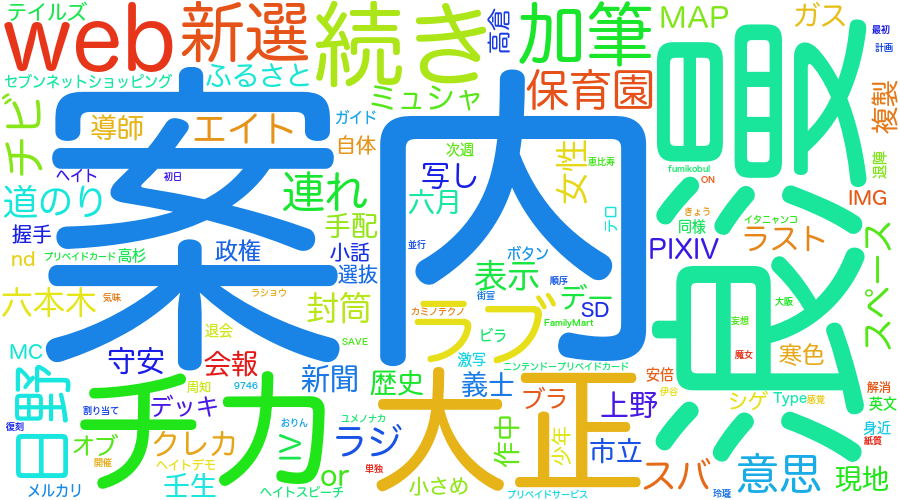 テイルズ
web
新選
続き
高倉
加筆
MAP
ガス
最初
計画
セブンネットショッピング
ふるさと
ミュシャ
保育園
複製
チビ
導師
エイト
ガイド
自体
案内
次週
恵比寿
女性
fumikobul
ON
退陣
ヘイト
初日
道のり
連れ
写し
六月
テロ
きょう
同様
イタニャンコ
IMG
握手
政権
手配
小話
並行
ボタン
PIXIV
ラスト
スペース
nd
プリペイドカード
高杉
選抜
表示
順序
デー
六本木
気味
ラショウ
封筒
街宣
SD
大阪
カミノテクノ
ラブ
FamilyMart
妄想
退会
SAVE
ビラ
MC
守安
会報
激写
魔女
寒色
ニンテンドープリペイドカード
日野
周知
9746
新聞
歴史
義士
安倍
伊谷
解消
チカ
大正
割り当て
デッキ
ブラ
上野
シゲ
Type
感覚
英文
復刻
おりん
ユメノナカ
オブ
クレカ
IV
ラジ
作中
少年
市立
身近
紙質
開催
ヘイトデモ
単独
or
スバ
意思
現地
メルカリ
壬生
ヘイトスピーチ
小さめ
プリペイドサービス
玲瓏